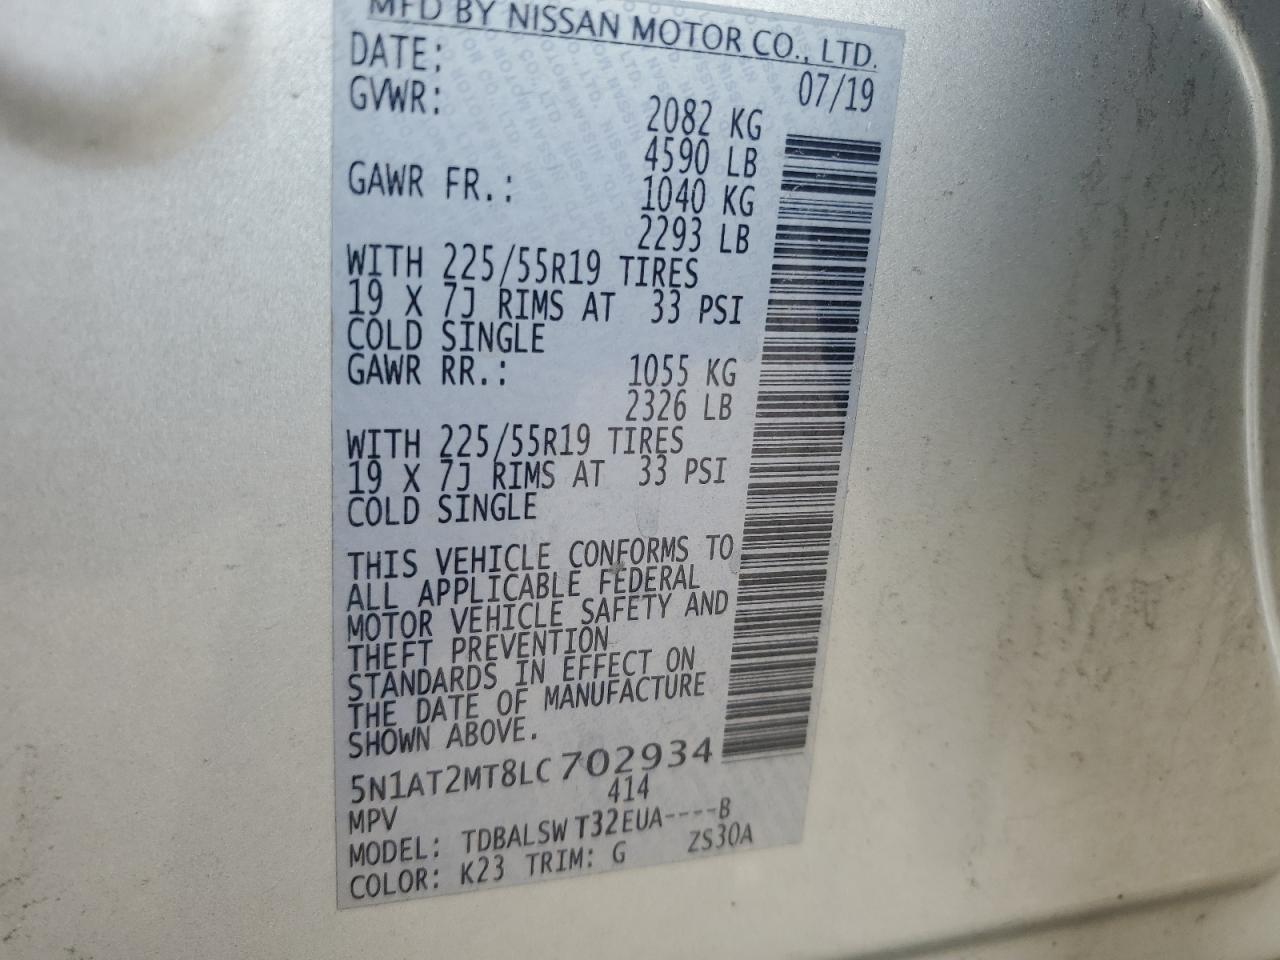 MFD BY NISSAN MOTOR CO., LTD.
DATE: 07/19
GVWR: 2082 KG
4590 LB
GAWR FR.: 1040 KG
2293 LB
WITH 225/55R19 TIRES
19 X 7J RIMS AT 33 PSI
COLD SINGLE
GAWR RR.: 1055 KG
2326 LB
WITH 225/55R19 TIRES
19 X 7J RIMS AT 33 PSI
COLD SINGLE
THIS VEHICLE CONFORMS TO
ALL APPLICABLE FEDERAL
MOTOR VEHICLE SAFETY AND
THEFT PREVENTION
STANDARDS IN EFFECT ON
THE DATE OF MANUFACTURE
SHOWN ABOVE.
5N1AT2MT8LC702934
MPV 414
MODEL: TDBALSW T32EUA----B
COLOR: K23 TRIM: G ZS30A